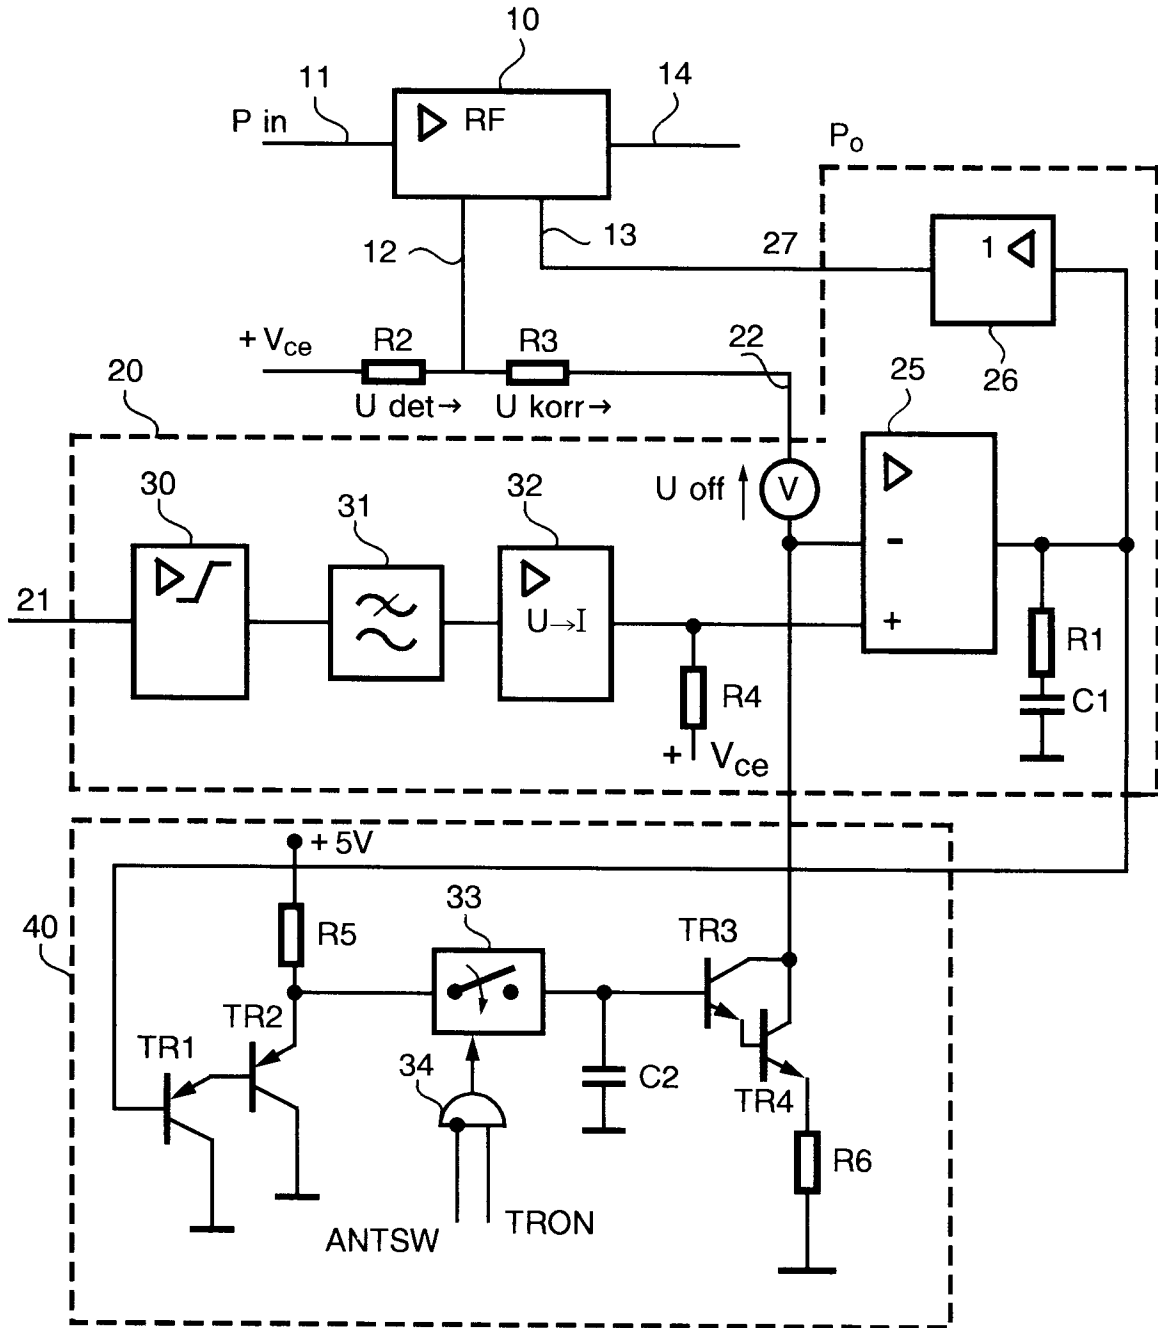 10
11
14
P in
RF
P₀
12
13
27
1
26
+ Vce
R2
R3
22
U det→
U korr→
20
25
U off
V
30
31
32
-
21
U→I
+
R1
R4
C1
+ Vce
+ 5V
40
R5
33
TR3
TR2
TR1
34
C2
TR4
R6
ANTSW
TRON